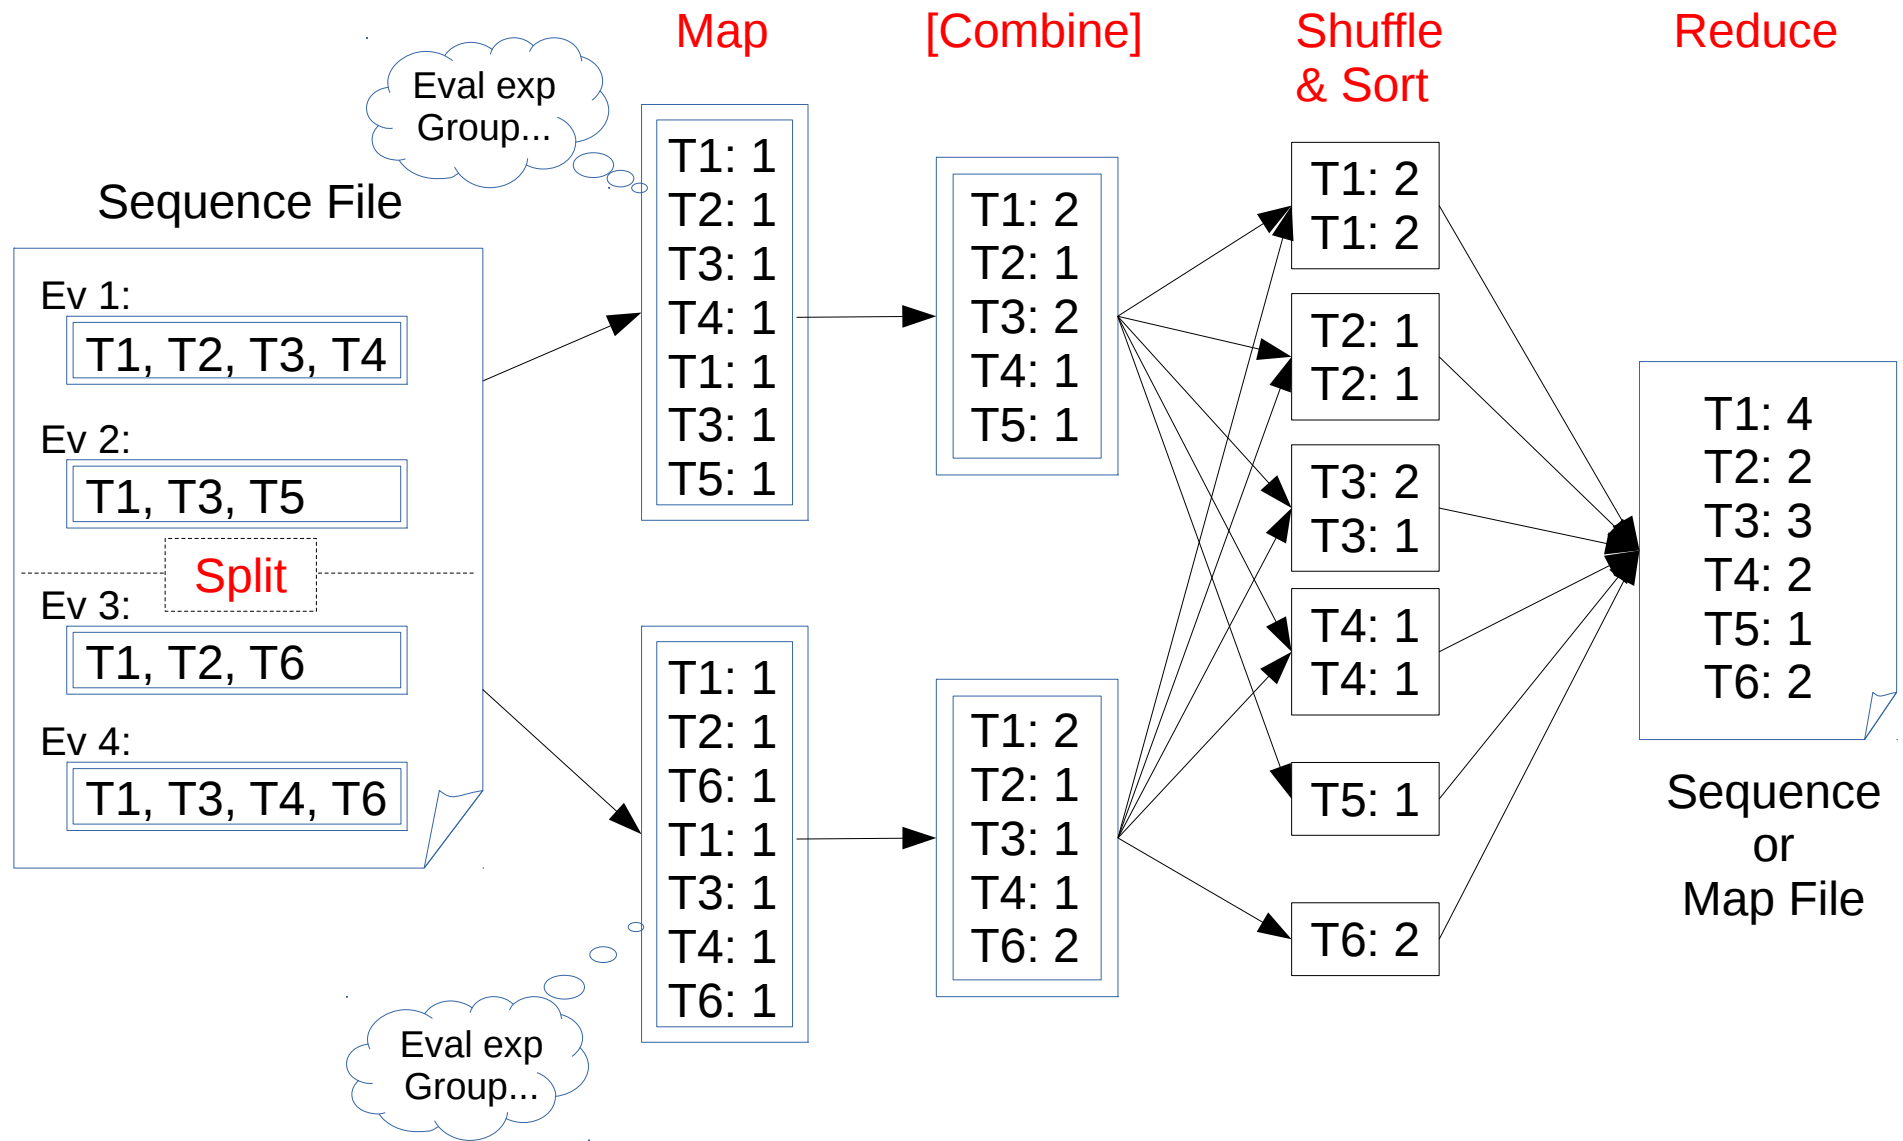 Map
[Combine]
Shuffle
& Sort
Reduce
Eval exp
Group...
Sequence File
Ev 1:
T1, T2, T3, T4
Ev 2:
T1, T3, T5
Split
Ev 3:
T1, T2, T6
Ev 4:
T1, T3, T4, T6
T1: 1
T2: 1
T3: 1
T4: 1
T1: 1
T3: 1
T5: 1
T1: 1
T2: 1
T6: 1
T1: 1
T3: 1
T4: 1
T6: 1
Eval exp
Group...
T1: 2
T2: 1
T3: 2
T4: 1
T5: 1
T1: 2
T2: 1
T3: 1
T4: 1
T6: 2
T1: 2
T1: 2
T2: 1
T2: 1
T3: 2
T3: 1
T4: 1
T4: 1
T5: 1
T6: 2
T1: 4
T2: 2
T3: 3
T4: 2
T5: 1
T6: 2
Sequence
or
Map File